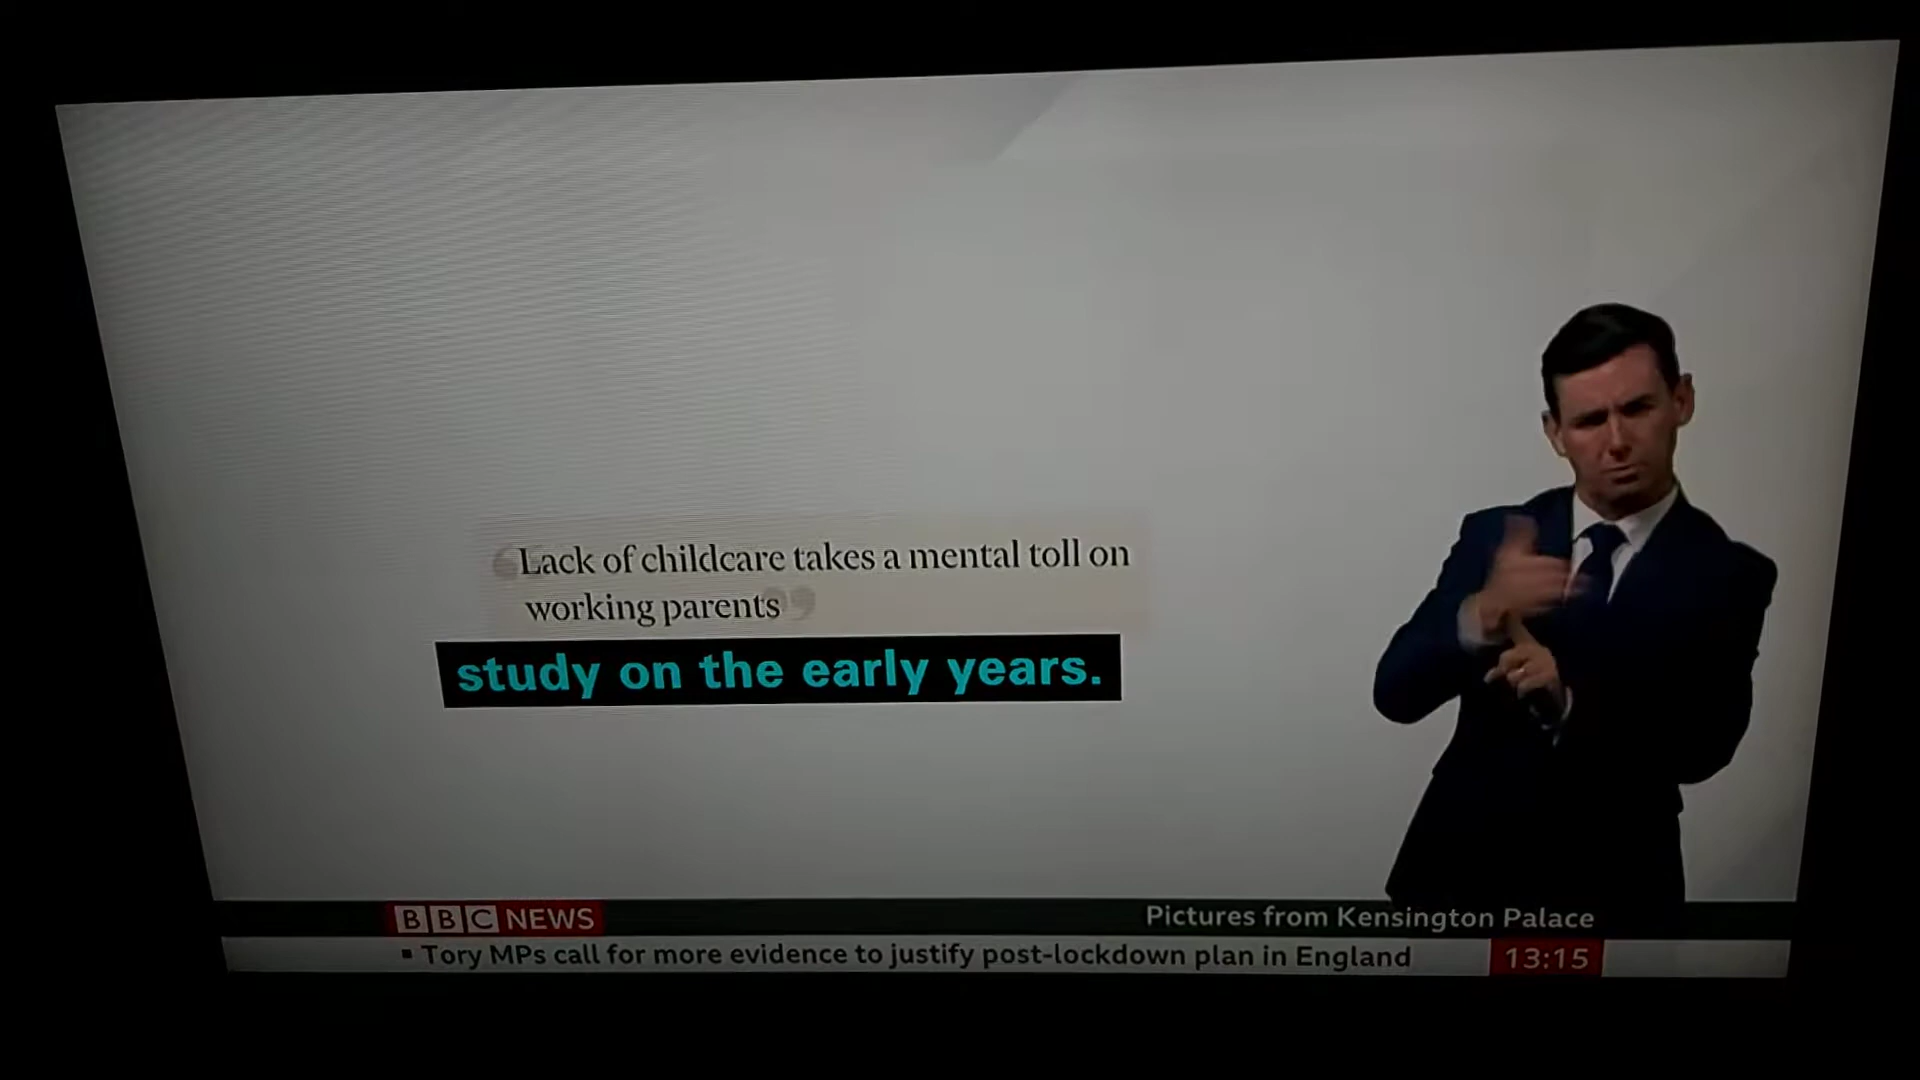 “Lack of childcare takes a mental toll on
working parents”
study on the early years.
BBC NEWS
Pictures from Kensington Palace
▪ Tory MPs call for more evidence to justify post-lockdown plan in England
13:15